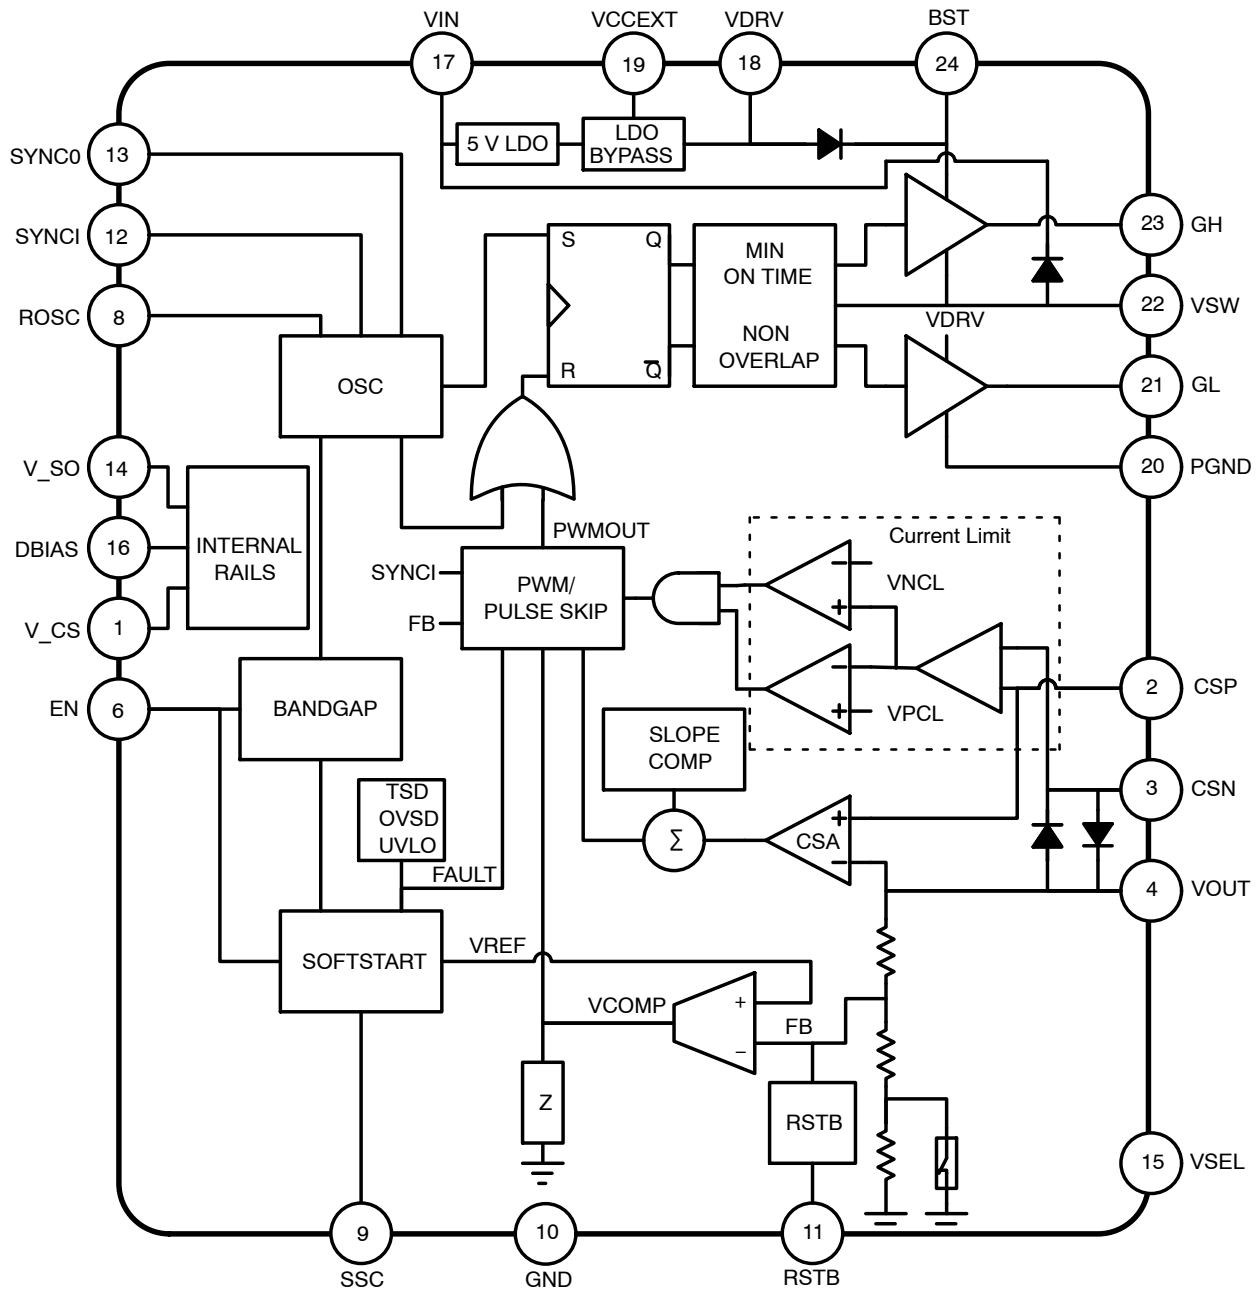 VIN
VCCEXT
VDRV
BST
17
19
18
24
5 V LDO
LDO
BYPASS
SYNC0
13
SYNCI
12
ROSC
8
23
GH
22
VSW
21
GL
20
PGND
S
Q
R
Q̅
MIN
ON TIME
NON
OVERLAP
VDRV
OSC
V_SO
14
DBIAS
16
V_CS
1
EN
6
INTERNAL
RAILS
PWMOUT
SYNCI
FB
PWM/
PULSE SKIP
Current Limit
−
VNCL
+
−
VPCL
+
2
CSP
3
CSN
4
VOUT
BANDGAP
SLOPE
COMP
TSD
OVSD
UVLO
FAULT
Σ
CSA
+
−
SOFTSTART
VREF
VCOMP
+
−
FB
Z
RSTB
15
VSEL
9
10
11
SSC
GND
RSTB